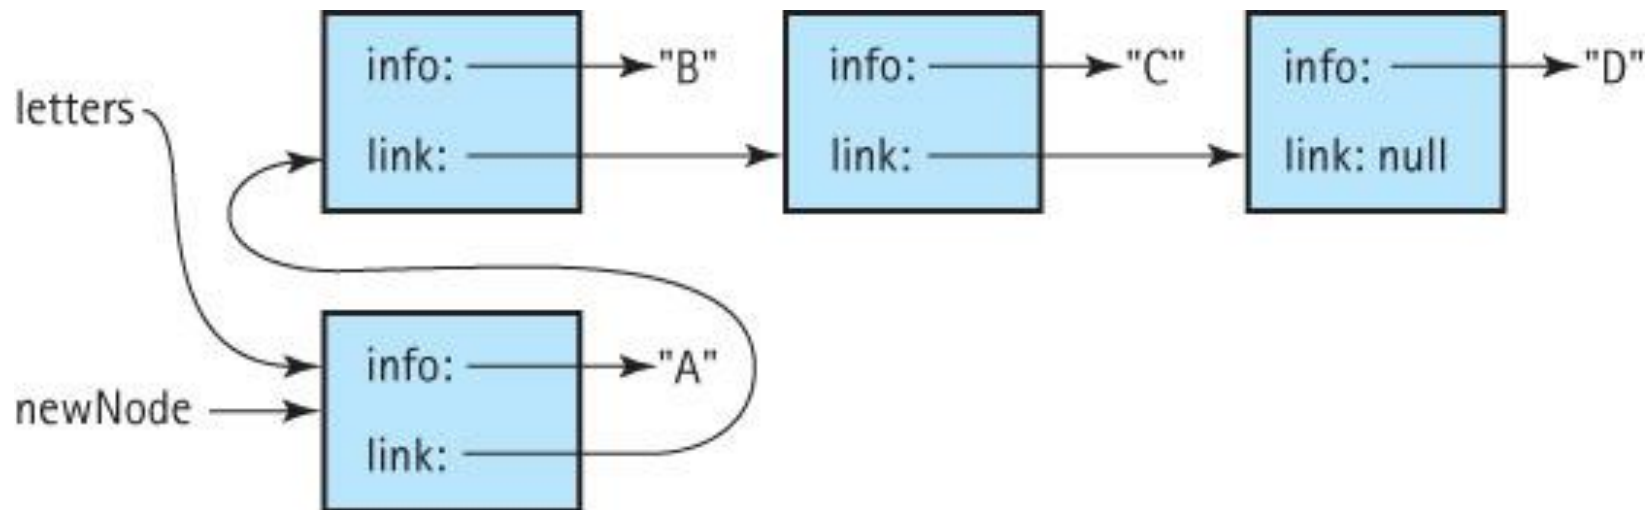 info: "B" info: "C" info: "D"
letters
link: link: link: null
info: "A"
newNode
link: